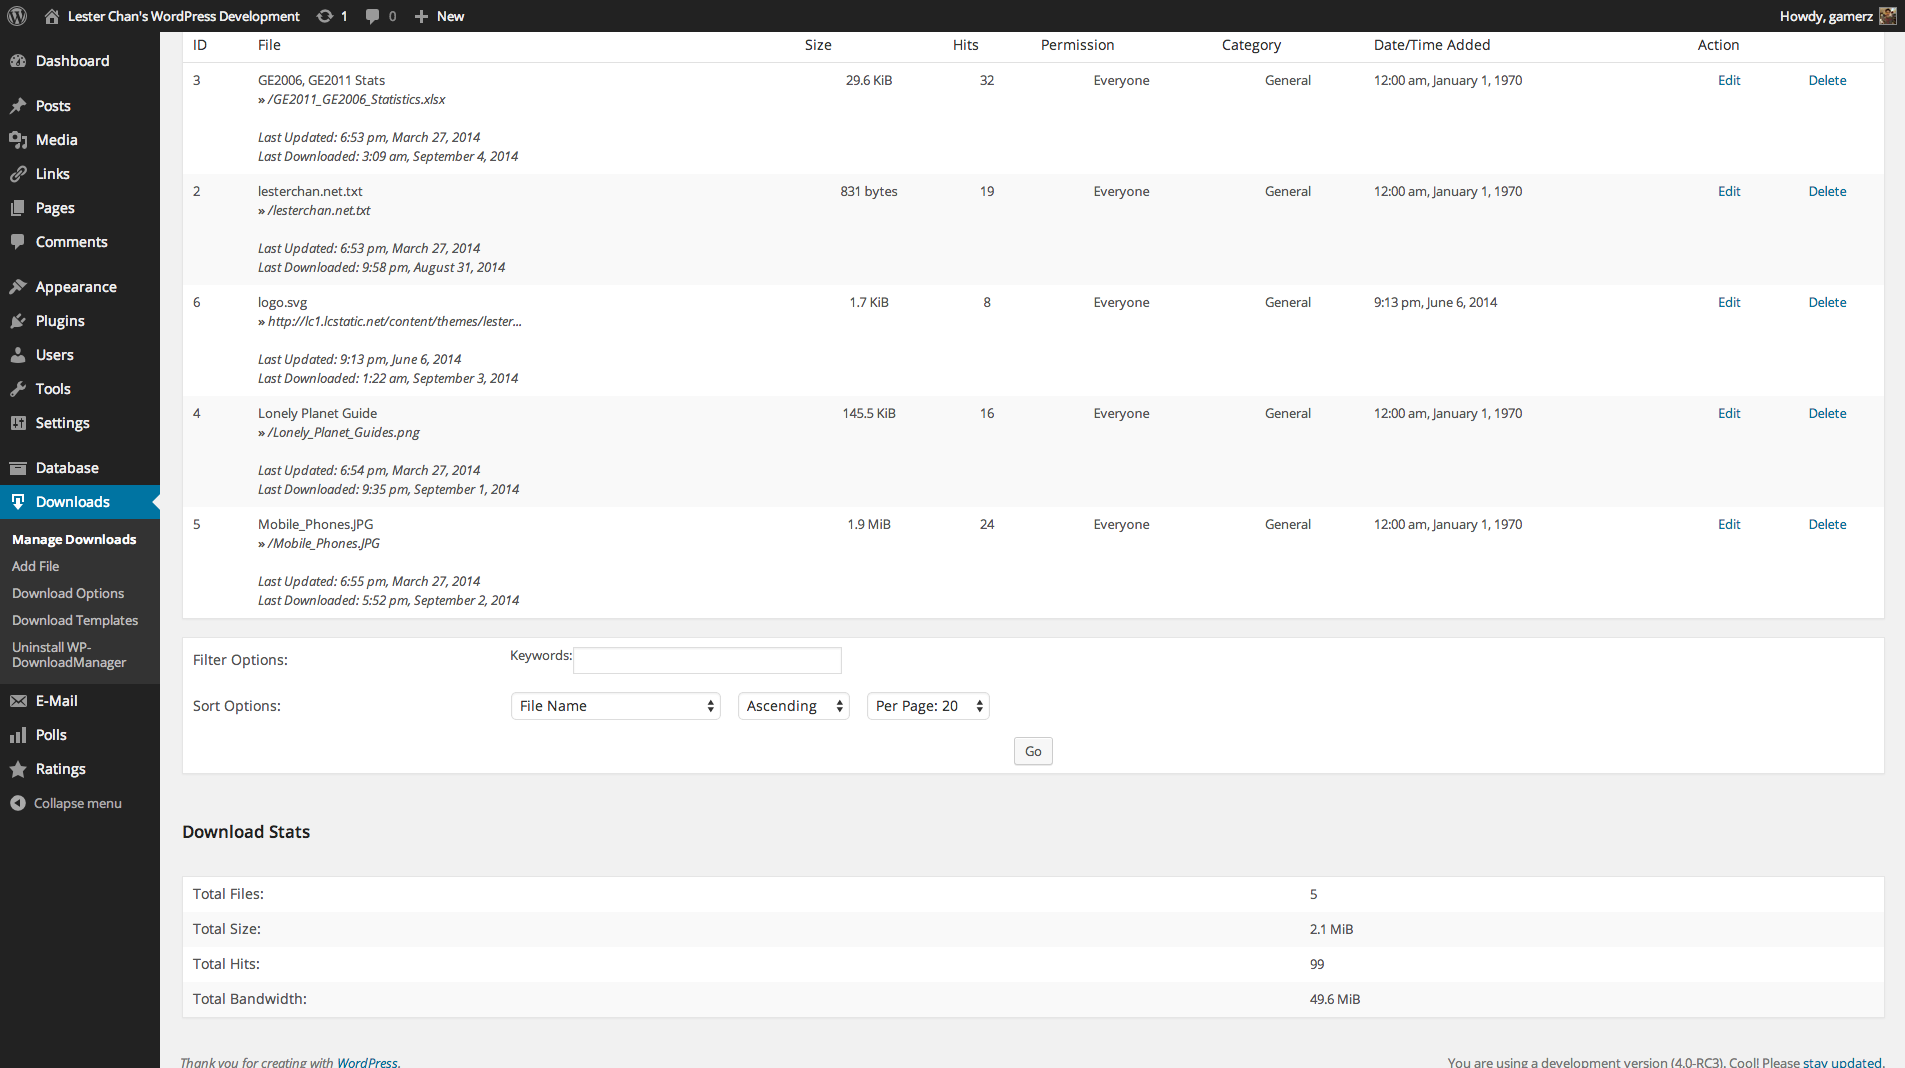 Lester Chan's WordPress Development 1 0 New Howdy, gamerz
Dashboard
Posts
Media
Links
Pages
Comments
Appearance
Plugins
Users
Tools
Settings
Database
Downloads
Manage Downloads
Add File
Download Options
Download Templates
Uninstall WP-
DownloadManager
E-Mail
Polls
Ratings
Collapse menu
ID File Size Hits Permission Category Date/Time Added Action
3 GE2006, GE2011 Stats 29.6 KiB 32 Everyone General 12:00 am, January 1, 1970 Edit Delete
» /GE2011_GE2006_Statistics.xlsx
Last Updated: 6:53 pm, March 27, 2014
Last Downloaded: 3:09 am, September 4, 2014
2 lesterchan.net.txt 831 bytes 19 Everyone General 12:00 am, January 1, 1970 Edit Delete
» /lesterchan.net.txt
Last Updated: 6:53 pm, March 27, 2014
Last Downloaded: 9:58 pm, August 31, 2014
6 logo.svg 1.7 KiB 8 Everyone General 9:13 pm, June 6, 2014 Edit Delete
» http://lc1.lcstatic.net/content/themes/lester...
Last Updated: 9:13 pm, June 6, 2014
Last Downloaded: 1:22 am, September 3, 2014
4 Lonely Planet Guide 145.5 KiB 16 Everyone General 12:00 am, January 1, 1970 Edit Delete
» /Lonely_Planet_Guides.png
Last Updated: 6:54 pm, March 27, 2014
Last Downloaded: 9:35 pm, September 1, 2014
5 Mobile_Phones.JPG 1.9 MiB 24 Everyone General 12:00 am, January 1, 1970 Edit Delete
» /Mobile_Phones.JPG
Last Updated: 6:55 pm, March 27, 2014
Last Downloaded: 5:52 pm, September 2, 2014
Filter Options: Keywords:
Sort Options: File Name Ascending Per Page: 20
Go
Download Stats
Total Files: 5
Total Size: 2.1 MiB
Total Hits: 99
Total Bandwidth: 49.6 MiB
Thank you for creating with WordPress. You are using a development version (4.0-RC3). Cool! Please stay updated.